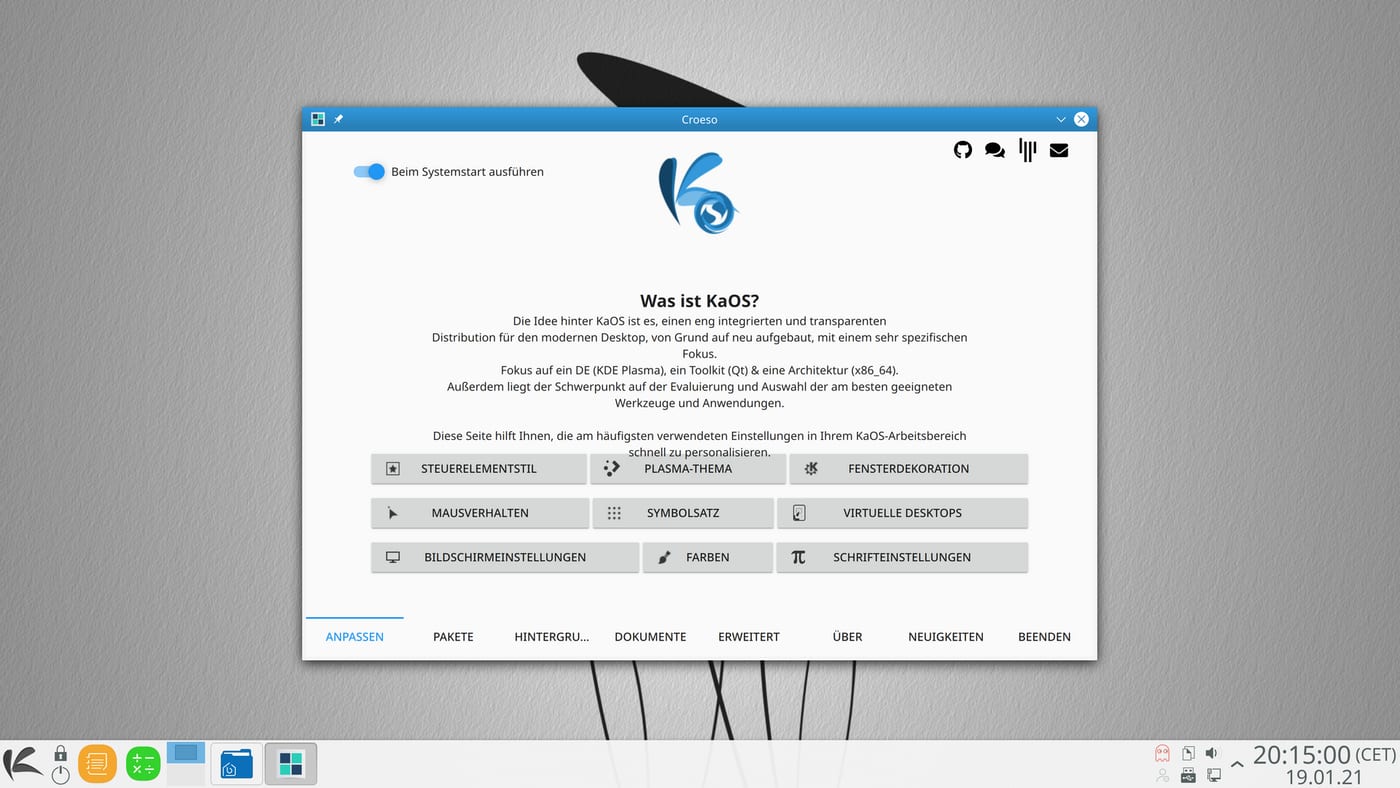 Croeso
Beim Systemstart ausführen
Was ist KaOS?
Die Idee hinter KaOS ist es, einen eng integrierten und transparenten
Distribution für den modernen Desktop, von Grund auf neu aufgebaut, mit einem sehr spezifischen
Fokus.
Fokus auf ein DE (KDE Plasma), ein Toolkit (Qt) & eine Architektur (x86_64).
Außerdem liegt der Schwerpunkt auf der Evaluierung und Auswahl der am besten geeigneten
Werkzeuge und Anwendungen.
Diese Seite hilft Ihnen, die am häufigsten verwendeten Einstellungen in Ihrem KaOS-Arbeitsbereich
schnell zu personalisieren.
STEUERELEMENTSTIL PLASMA-THEMA FENSTERDEKORATION
MAUSVERHALTEN SYMBOLSATZ VIRTUELLE DESKTOPS
BILDSCHIRMEINSTELLUNGEN FARBEN SCHRIFTEINSTELLUNGEN
ANPASSEN PAKETE HINTERGRU... DOKUMENTE ERWEITERT ÜBER NEUIGKEITEN BEENDEN
20:15:00 (CET)
19.01.21